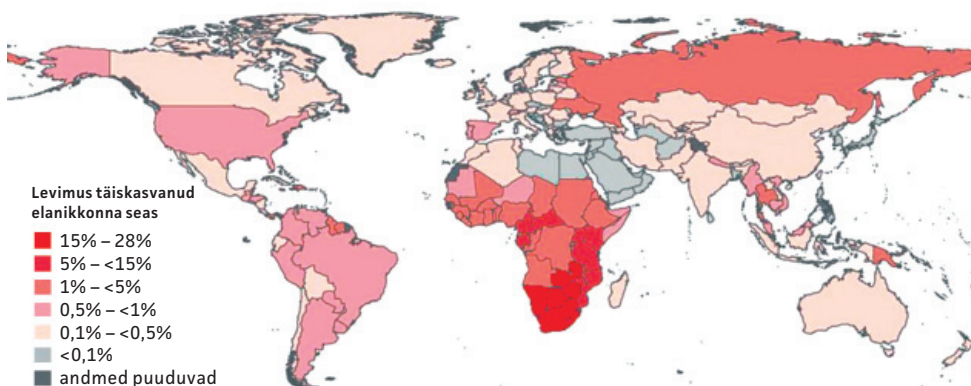 Levimus täiskasvanud
elanikkonna seas
15% – 28%
5% – <15%
1% – <5%
0,5% – <1%
0,1% – <0,5%
<0,1%
andmed puuduvad